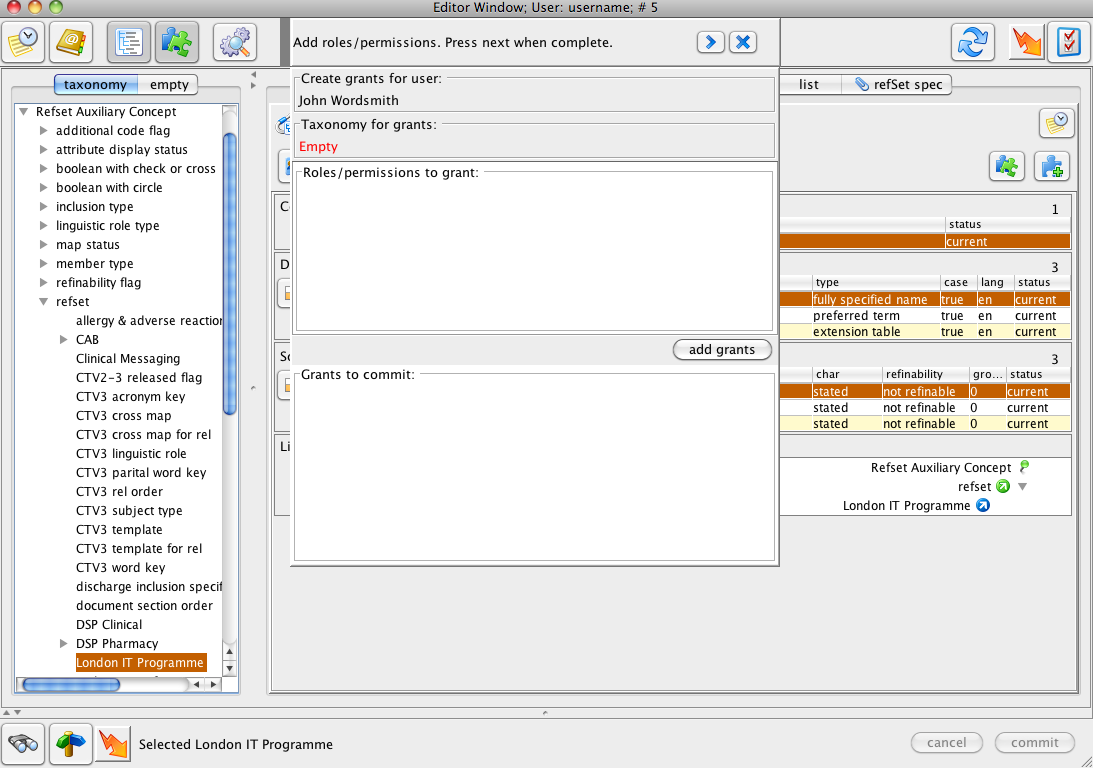 Editor Window; User: username; # 5
Add roles/permissions. Press next when complete.
Create grants for user:
John Wordsmith
Taxonomy for grants:
Empty
Roles/permissions to grant:
add grants
Grants to commit:
taxonomy empty
Refset Auxiliary Concept
additional code flag
attribute display status
boolean with check or cross
boolean with circle
inclusion type
linguistic role type
map status
member type
refinability flag
refset
allergy & adverse reaction
CAB
Clinical Messaging
CTV2-3 released flag
CTV3 acronym key
CTV3 cross map
CTV3 cross map for rel
CTV3 linguistic role
CTV3 parital word key
CTV3 rel order
CTV3 subject type
CTV3 template
CTV3 template for rel
CTV3 word key
discharge inclusion specif
document section order
DSP Clinical
DSP Pharmacy
London IT Programme
list refSet spec
1
status
current
3
type case lang status
fully specified name true en current
preferred term true en current
extension table true en current
3
char refinability gro... status
stated not refinable 0 current
stated not refinable 0 current
stated not refinable 0 current
Li
Refset Auxiliary Concept
refset
London IT Programme
Selected London IT Programme
cancel commit